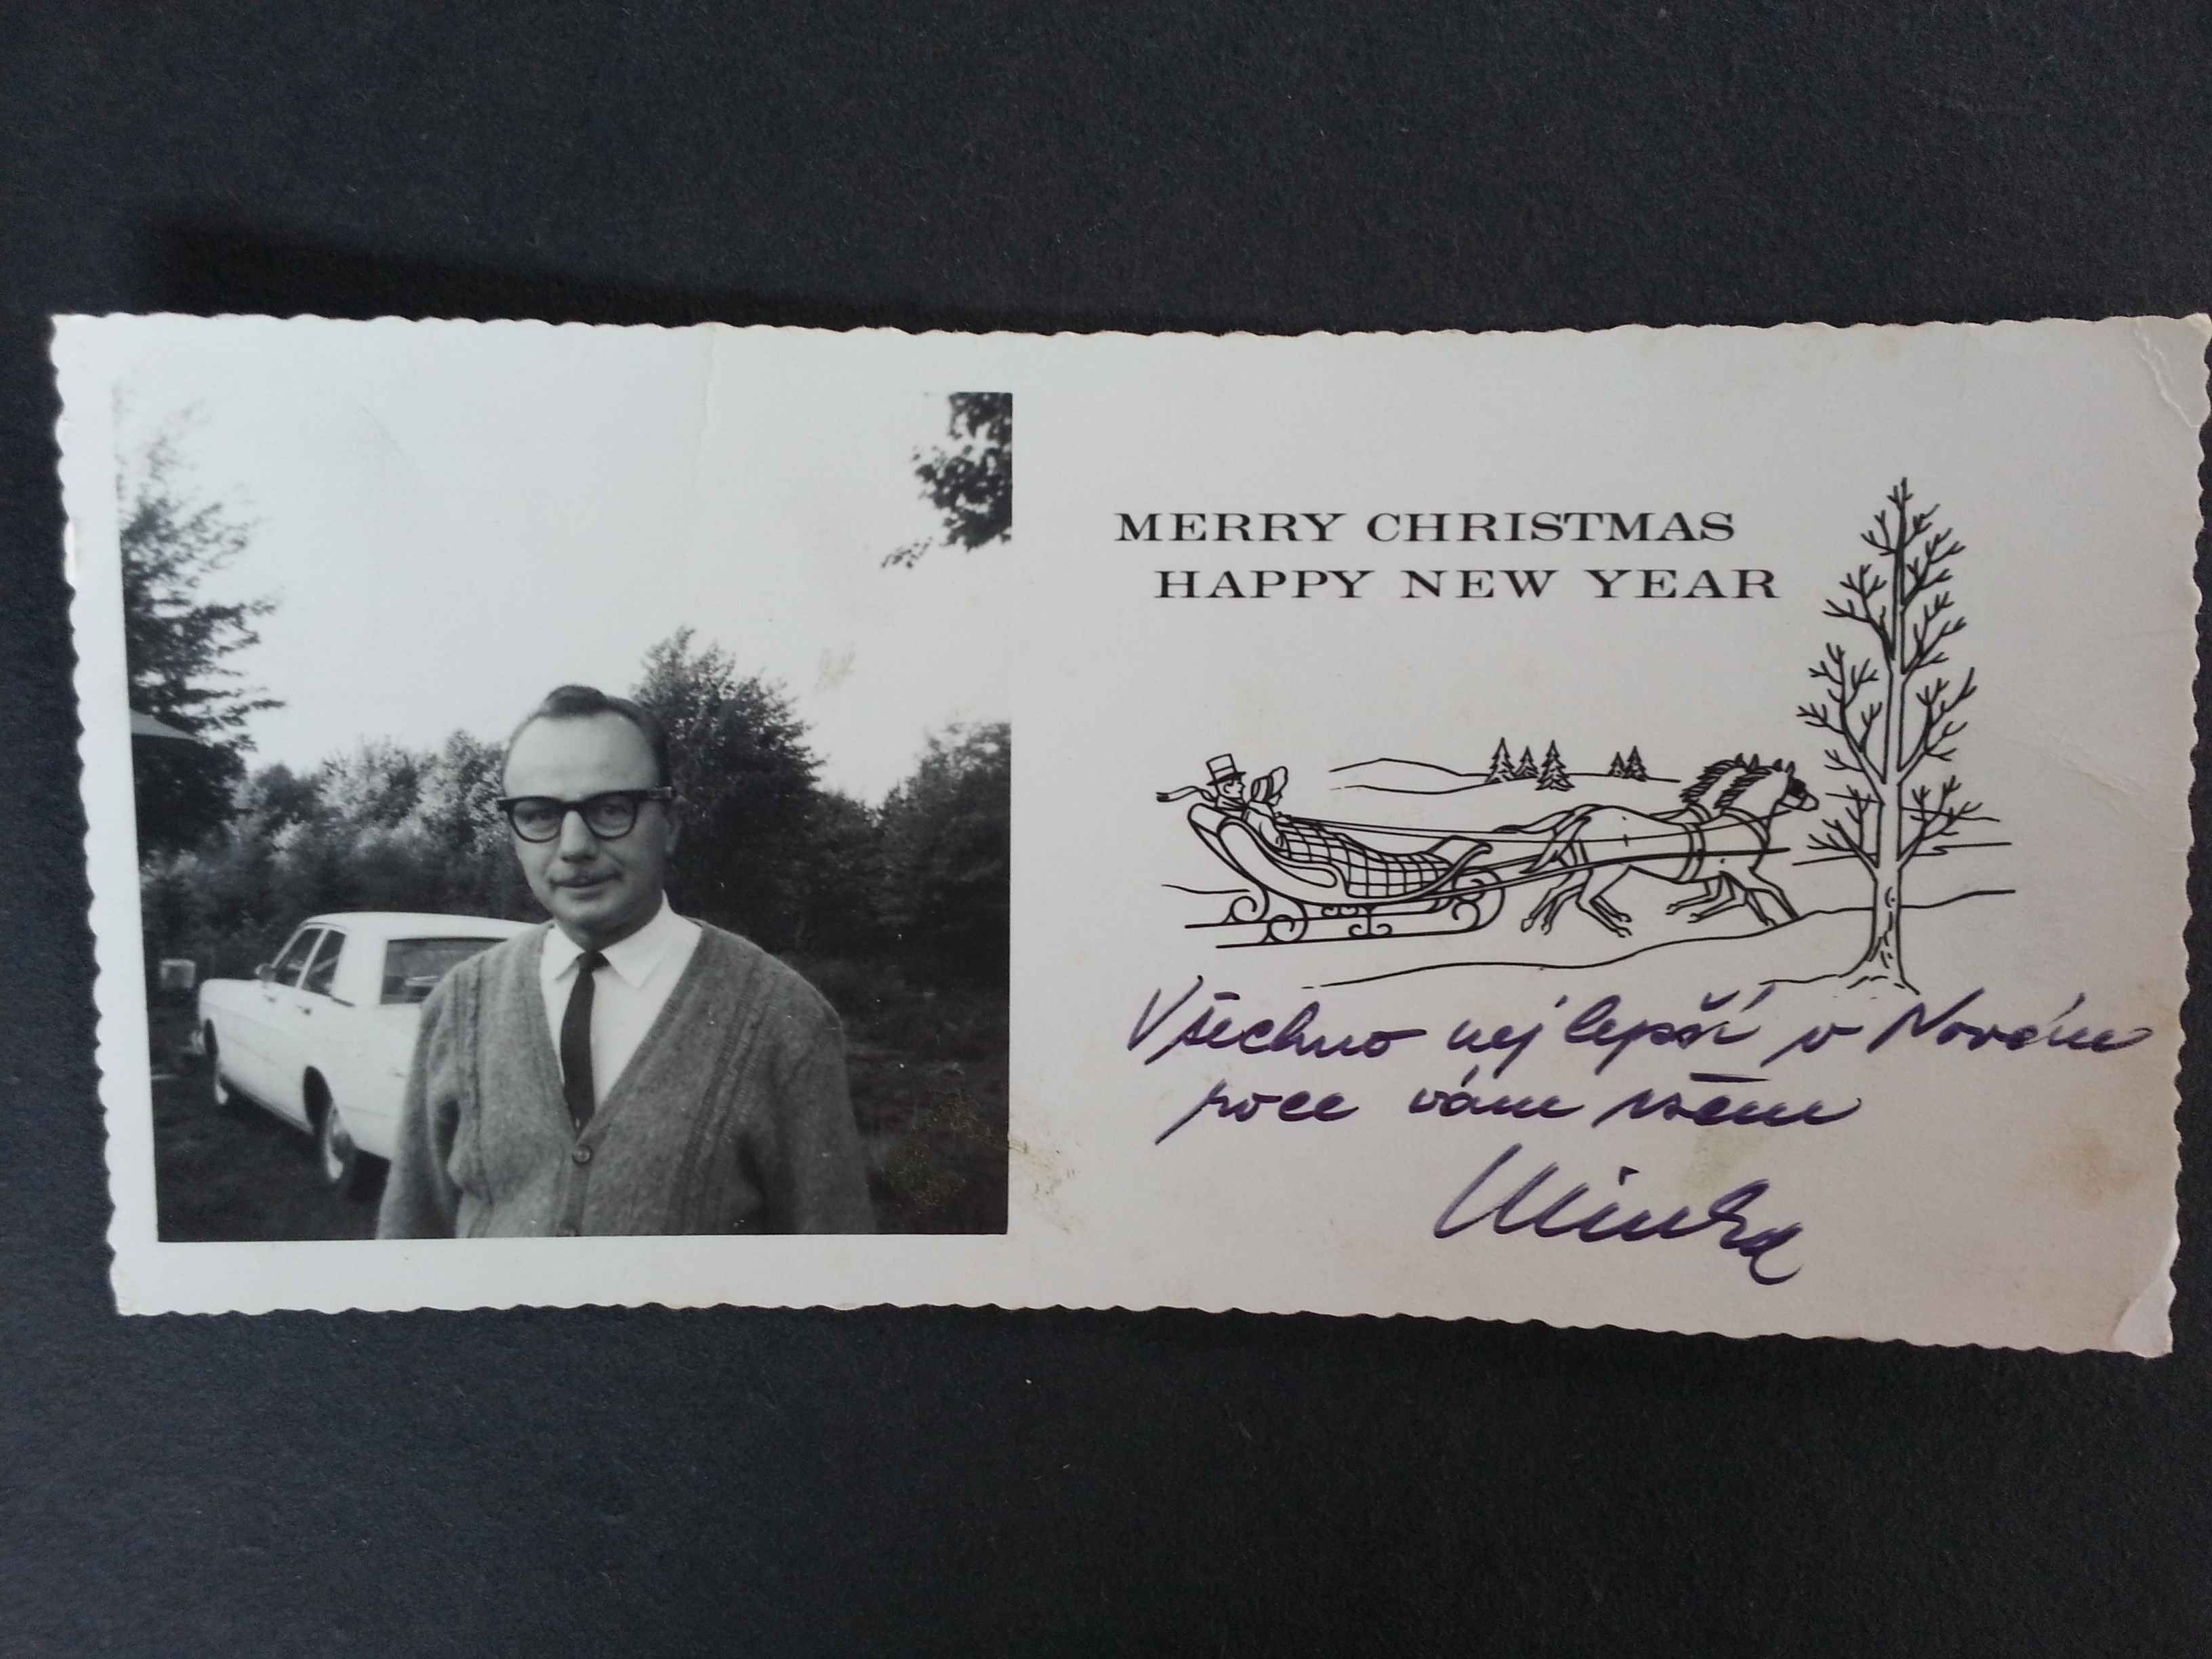 MERRY CHRISTMAS
HAPPY NEW YEAR
Všechno nejlepší v Novém
roce vám všem